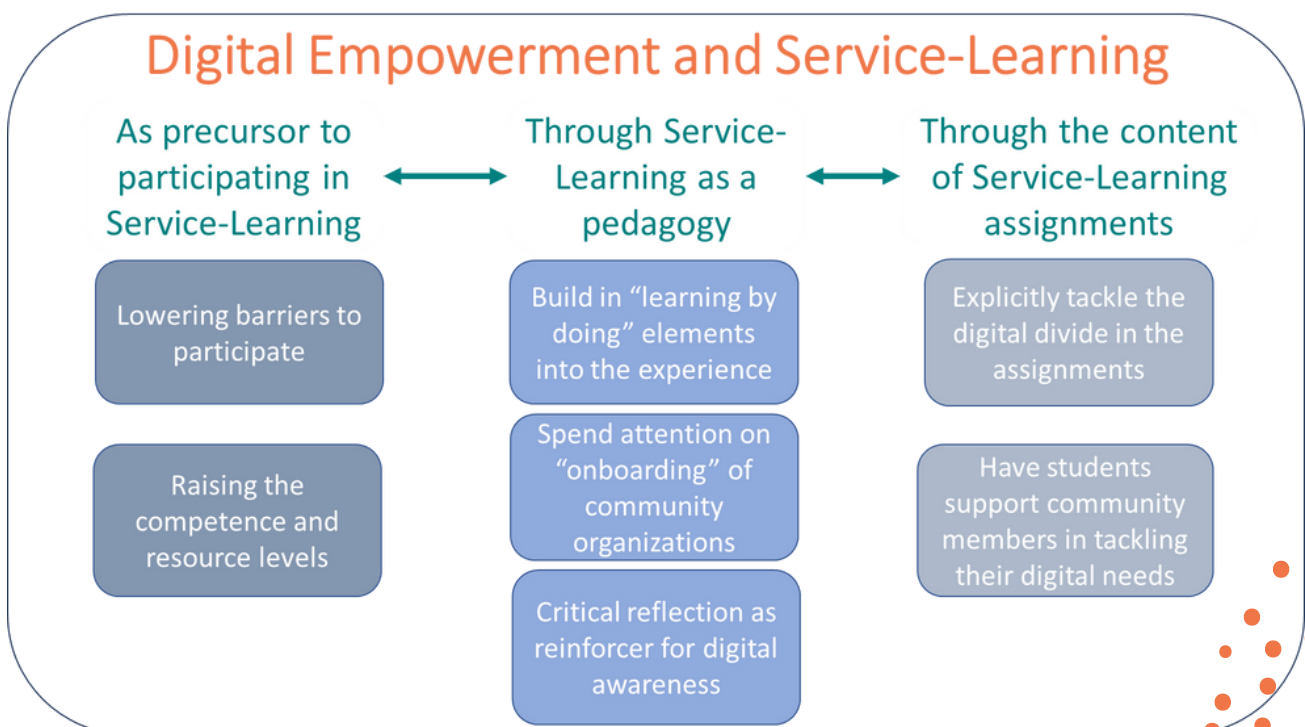 Digital Empowerment and Service-Learning
As precursor to
participating in
Service-Learning
Through Service-
Learning as a
pedagogy
Through the content
of Service-Learning
assignments
Lowering barriers to
participate
Raising the
competence and
resource levels
Build in “learning by
doing” elements
into the experience
Spend attention on
“onboarding” of
community
organizations
Critical reflection as
reinforcer for digital
awareness
Explicitly tackle the
digital divide in the
assignments
Have students
support community
members in tackling
their digital needs